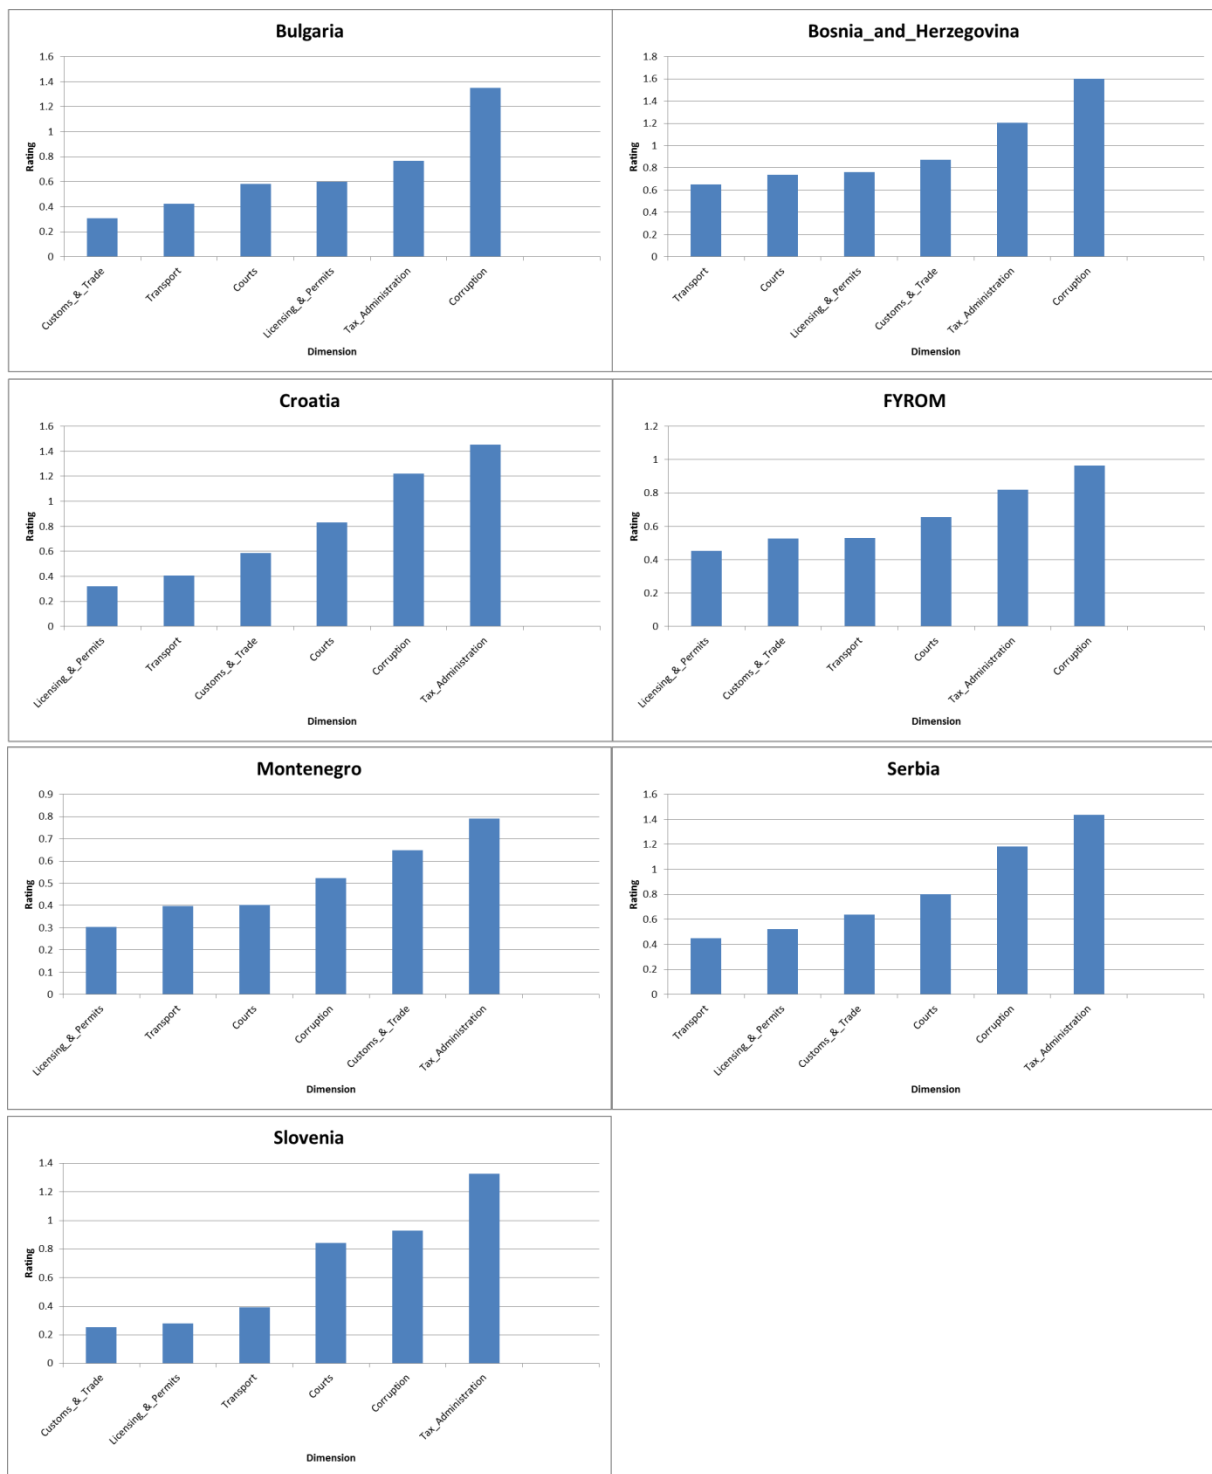 Bulgaria
Rating
1.6
1.4
1.2
1
0.8
0.6
0.4
0.2
0
Customs_&_Trade
Transport
Courts
Licensing_&_Permits
Tax_Administration
Corruption
Dimension
Bosnia_and_Herzegovina
Rating
1.8
1.6
1.4
1.2
1
0.8
0.6
0.4
0.2
0
Transport
Courts
Licensing_&_Permits
Customs_&_Trade
Tax_Administration
Corruption
Dimension
Croatia
Rating
1.6
1.4
1.2
1
0.8
0.6
0.4
0.2
0
Licensing_&_Permits
Transport
Customs_&_Trade
Courts
Corruption
Tax_Administration
Dimension
FYROM
Rating
1.2
1
0.8
0.6
0.4
0.2
0
Licensing_&_Permits
Customs_&_Trade
Transport
Courts
Tax_Administration
Corruption
Dimension
Montenegro
Rating
0.9
0.8
0.7
0.6
0.5
0.4
0.3
0.2
0.1
0
Licensing_&_Permits
Transport
Courts
Corruption
Customs_&_Trade
Tax_Administration
Dimension
Serbia
Rating
1.6
1.4
1.2
1
0.8
0.6
0.4
0.2
0
Transport
Licensing_&_Permits
Customs_&_Trade
Courts
Corruption
Tax_Administration
Dimension
Slovenia
Rating
1.4
1.2
1
0.8
0.6
0.4
0.2
0
Customs_&_Trade
Licensing_&_Permits
Transport
Courts
Corruption
Tax_Administration
Dimension